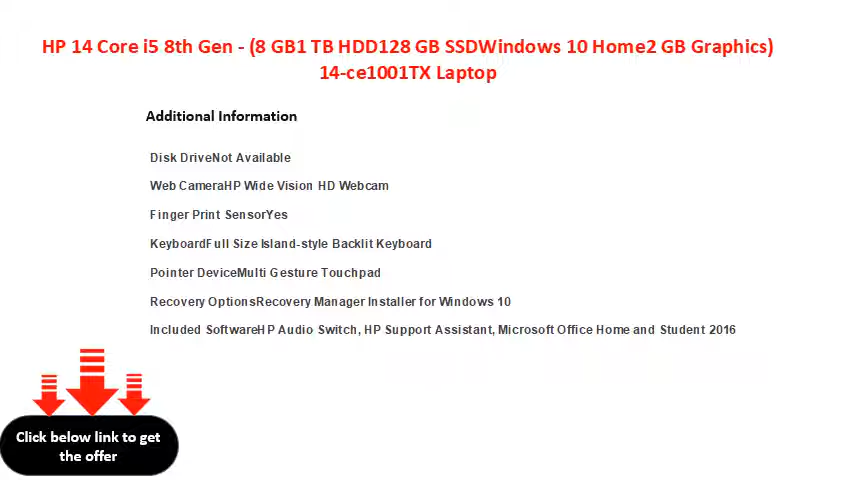 HP 14 Core i5 8th Gen - (8 GB1 TB HDD128 GB SSDWindows 10 Home2 GB Graphics)
14-ce1001TX Laptop
Additional Information
Disk DriveNot Available
Web CameraHP Wide Vision HD Webcam
Finger Print SensorYes
KeyboardFull Size Island-style Backlit Keyboard
Pointer DeviceMulti Gesture Touchpad
Recovery OptionsRecovery Manager Installer for Windows 10
Included SoftwareHP Audio Switch, HP Support Assistant, Microsoft Office Home and Student 2016
Click below link to get
the offer